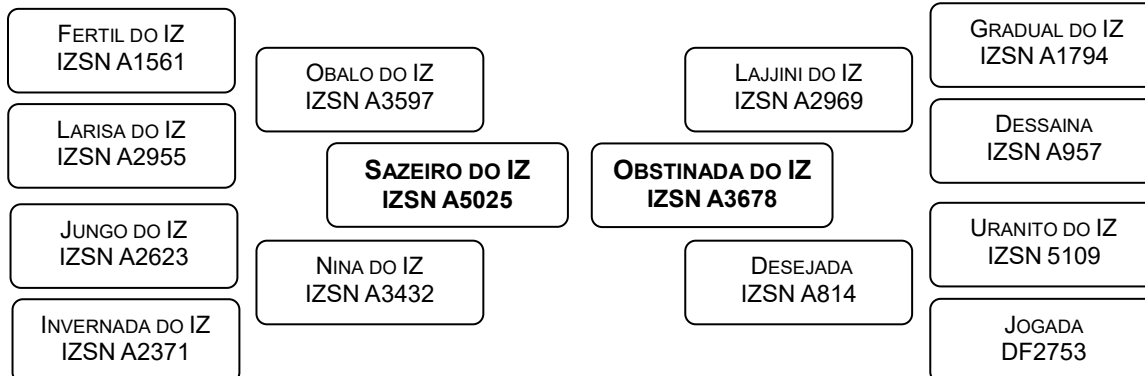 FERTIL DO IZ
IZSN A1561
LARISA DO IZ
IZSN A2955
JUNGO DO IZ
IZSN A2623
INVERNADA DO IZ
IZSN A2371
OBALO DO IZ
IZSN A3597
NINA DO IZ
IZSN A3432
SAZEIRO DO IZ
IZSN A5025
OBSTINADA DO IZ
IZSN A3678
LAJJINI DO IZ
IZSN A2969
DESEJADA
IZSN A814
GRADUAL DO IZ
IZSN A1794
DESSAINA
IZSN A957
URANITO DO IZ
IZSN 5109
JOGADA
DF2753